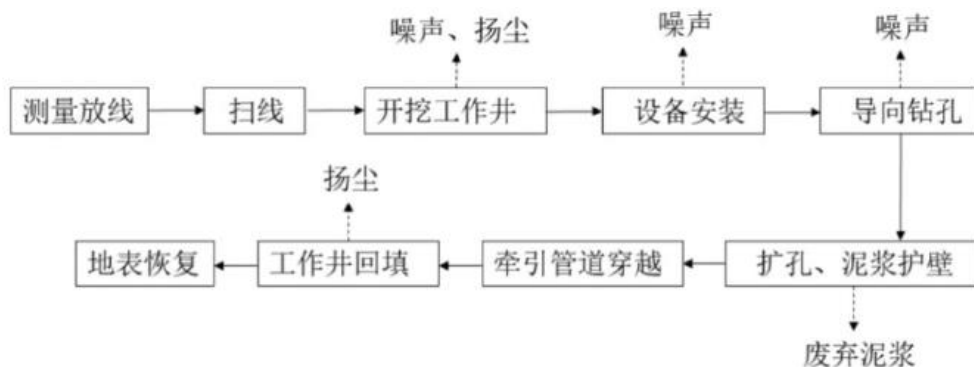 噪声、扬尘
噪声
噪声
测量放线
扫线
开挖工作井
设备安装
导向钻孔
扬尘
地表恢复
工作井回填
牵引管道穿越
扩孔、泥浆护壁
废弃泥浆